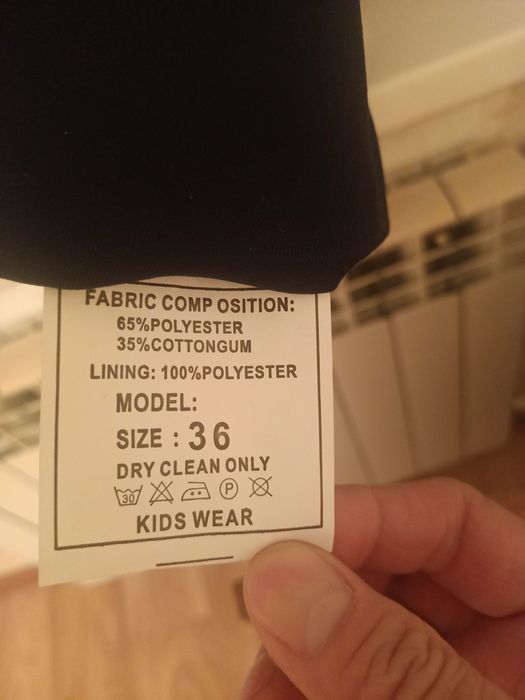 FABRIC COMP OSITION:
65%POLYESTER
35%COTTONGUM
LINING: 100%POLYESTER
MODEL:
SIZE : 36
DRY CLEAN ONLY
30 P
KIDS WEAR